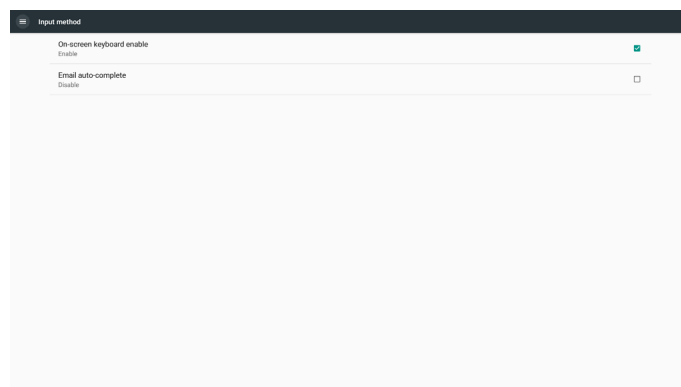 Input method
On-screen keyboard enable
Enable
Email auto-complete
Disable